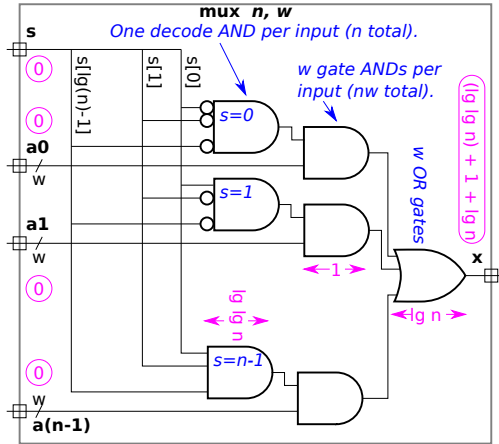 mux n, w
One decode AND per input (n total).
s
s[lg(n)-1]
s[1]
s[0]
w gate ANDs per
input (nw total).
0
0
s=0
a0
w
w OR gates
(lg lg n) + 1 + lg n
s=1
a1
w
x
0
1
lg lg n
lg n
s=n-1
0
w
a(n-1)